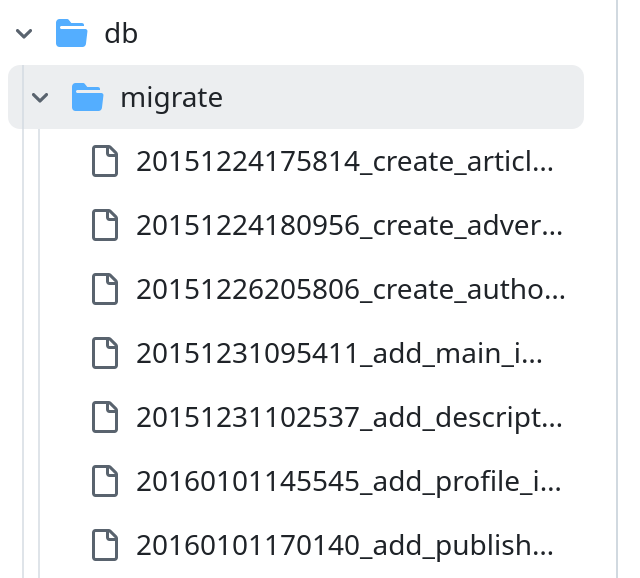 db
migrate
20151224175814_create_articl...
20151224180956_create_adver...
20151226205806_create_autho...
20151231095411_add_main_i...
20151231102537_add_descript...
20160101145545_add_profile_i...
20160101170140_add_publish...